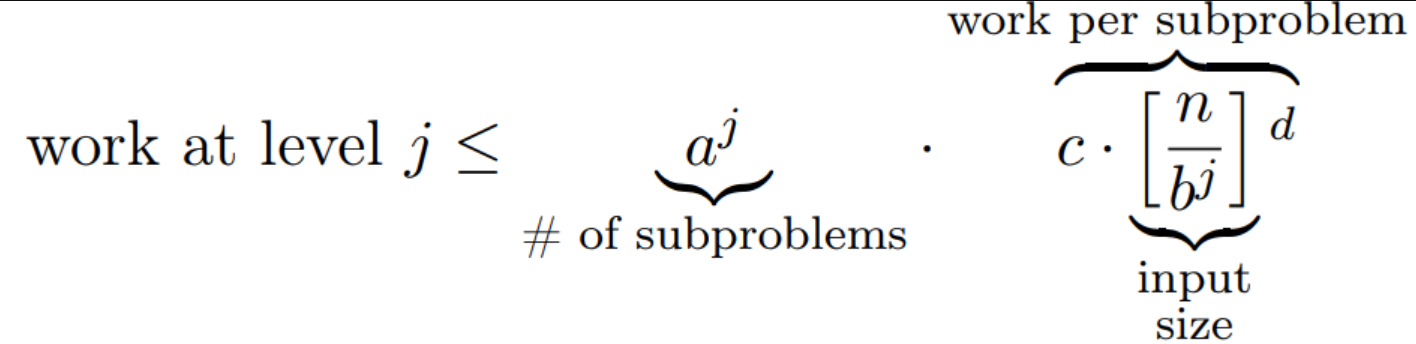 work per subproblem
work at level j ≤ a^j · c · [n/b^j]^d
# of subproblems
input
size